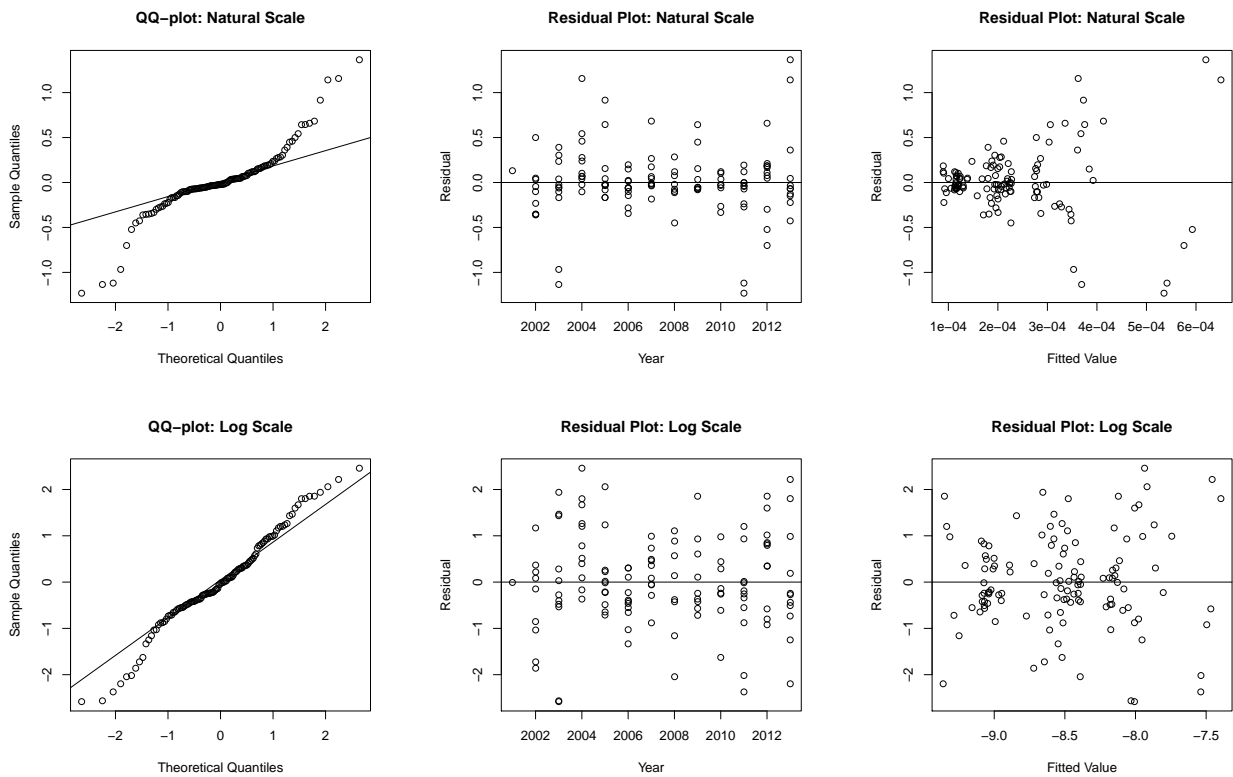 QQ−plot: Natural Scale
Sample Quantiles
1.0
0.5
0.0
−0.5
−1.0
−2 −1 0 1 2
Theoretical Quantiles
Residual Plot: Natural Scale
Residual
1.0
0.5
0.0
−0.5
−1.0
2002 2004 2006 2008 2010 2012
Year
Residual Plot: Natural Scale
Residual
1.0
0.5
0.0
−0.5
−1.0
1e−04 2e−04 3e−04 4e−04 5e−04 6e−04
Fitted Value
QQ−plot: Log Scale
Sample Quantiles
2
1
0
−1
−2
−2 −1 0 1 2
Theoretical Quantiles
Residual Plot: Log Scale
Residual
2
1
0
−1
−2
2002 2004 2006 2008 2010 2012
Year
Residual Plot: Log Scale
Residual
2
1
0
−1
−2
−9.0 −8.5 −8.0 −7.5
Fitted Value